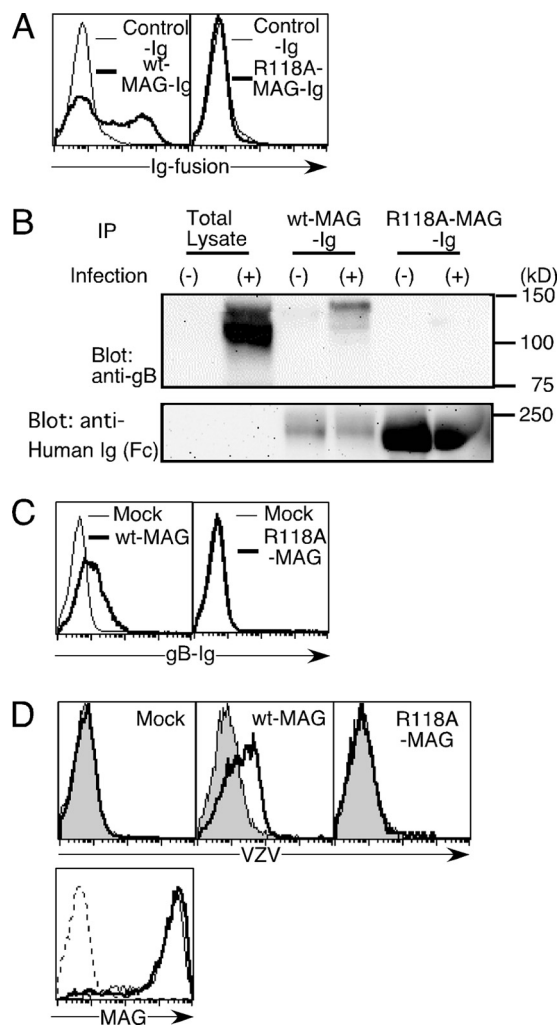 A
Control
-Ig
wt-
MAG-Ig
Control
-Ig
R118A-
MAG-Ig
Ig-fusion
B
IP
Total
Lysate
wt-MAG
-Ig
R118A-MAG
-Ig
Infection (-) (+) (-) (+) (-) (+) (kD)
150
100
75
Blot:
anti-gB
250
Blot: anti-
Human Ig (Fc)
C
Mock
wt-MAG
Mock
R118A
-MAG
gB-Ig
D
Mock
wt-MAG
R118A
-MAG
VZV
MAG